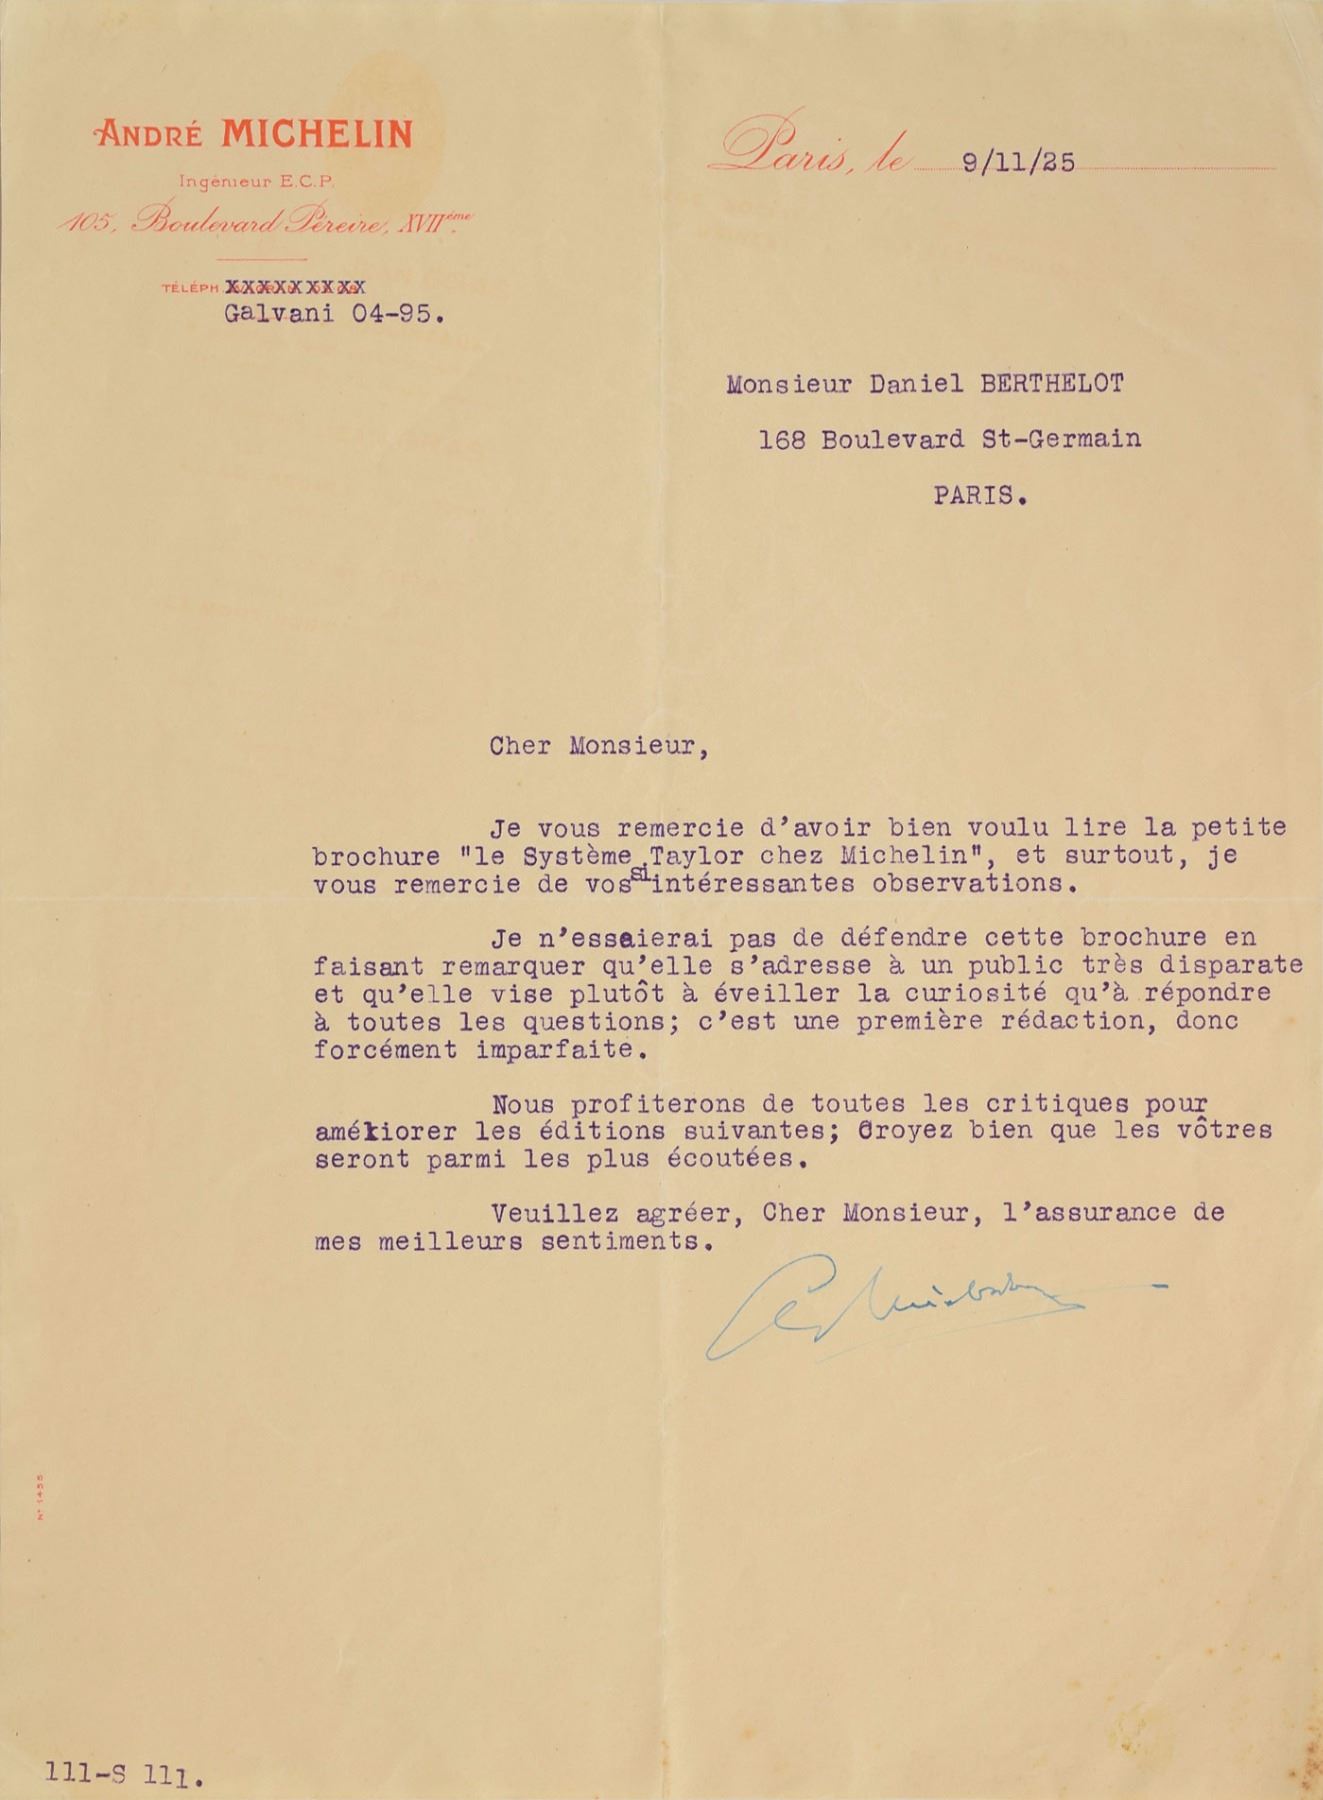 ANDRÉ MICHELIN
Ingénieur E.C.P.
105, Boulevard Péreire, XVIIème
TÉLÉPH. XXXXXXXXX
Galvani 04-95.
Paris, le 9/11/25
Monsieur Daniel BERTHELOT
168 Boulevard St-Germain
PARIS.
Cher Monsieur,
Je vous remercie d'avoir bien voulu lire la petite
brochure "le Système Taylor chez Michelin", et surtout, je
vous remercie de vos si intéressantes observations.
Je n'essaierai pas de défendre cette brochure en
faisant remarquer qu'elle s'adresse à un public très disparate
et qu'elle vise plutôt à éveiller la curiosité qu'à répondre
à toutes les questions; c'est une première rédaction, donc
forcément imparfaite.
Nous profiterons de toutes les critiques pour
améliorer les éditions suivantes; Croyez bien que les vôtres
seront parmi les plus écoutées.
Veuillez agréer, Cher Monsieur, l'assurance de
mes meilleurs sentiments.
N° 1455
111-S 111.